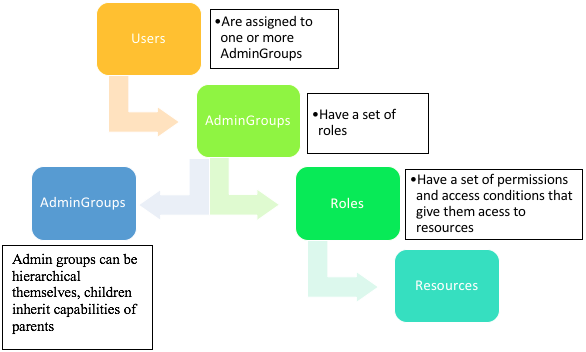 Users
•Are assigned to
one or more
AdminGroups
AdminGroups
•Have a set of
roles
AdminGroups
Roles
•Have a set of permissions
and access conditions that
give them acess to
resources
Admin groups can be
hierarchical
themselves, children
inherit capabilities of
parents
Resources